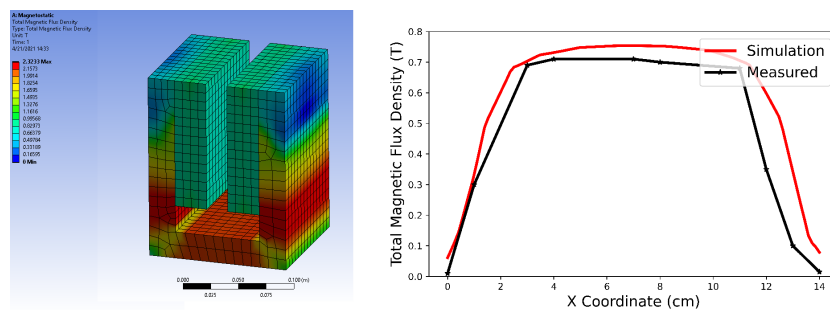 A: Magnetostatic
Total Magnetic Flux Density
Type: Total Magnetic Flux Density
Unit: T
Time: 1
4/21/2021 14:33
2.3233 Max
2.1573
1.9914
1.8254
1.6595
1.4935
1.3276
1.1616
0.99568
0.82973
0.66379
0.49784
0.33189
0.16595
0 Min
0.000
0.050
0.100 (m)
0.025
0.075
Total Magnetic Flux Density (T)
0.8
0.7
0.6
0.5
0.4
0.3
0.2
0.1
0.0
Simulation
Measured
0 2 4 6 8 10 12 14
X Coordinate (cm)